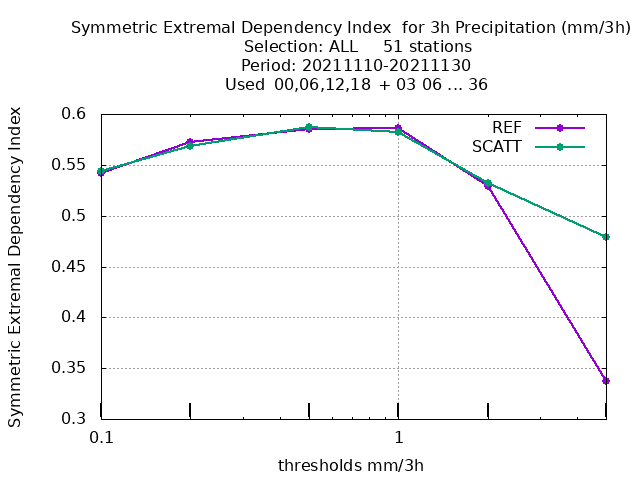 Symmetric Extremal Dependency Index  for 3h Precipitation (mm/3h)
Selection: ALL     51 stations
Period: 20211110-20211130
Used  00,06,12,18  + 03 06 ... 36
REF
SCATT
Symmetric Extremal Dependency Index
0.6
0.55
0.5
0.45
0.4
0.35
0.3
0.1 1
thresholds mm/3h